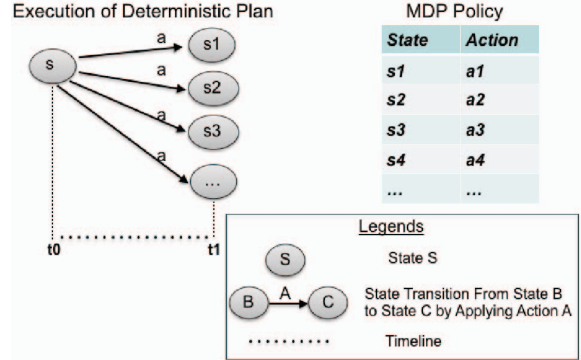 Execution of Deterministic Plan
MDP Policy
s
a
a
a
a
s1
s2
s3
...
t0
t1
State Action
s1 a1
s2 a2
s3 a3
s4 a4
... ...
Legends
S
State S
B
A
C
State Transition From State B
to State C by Applying Action A
Timeline